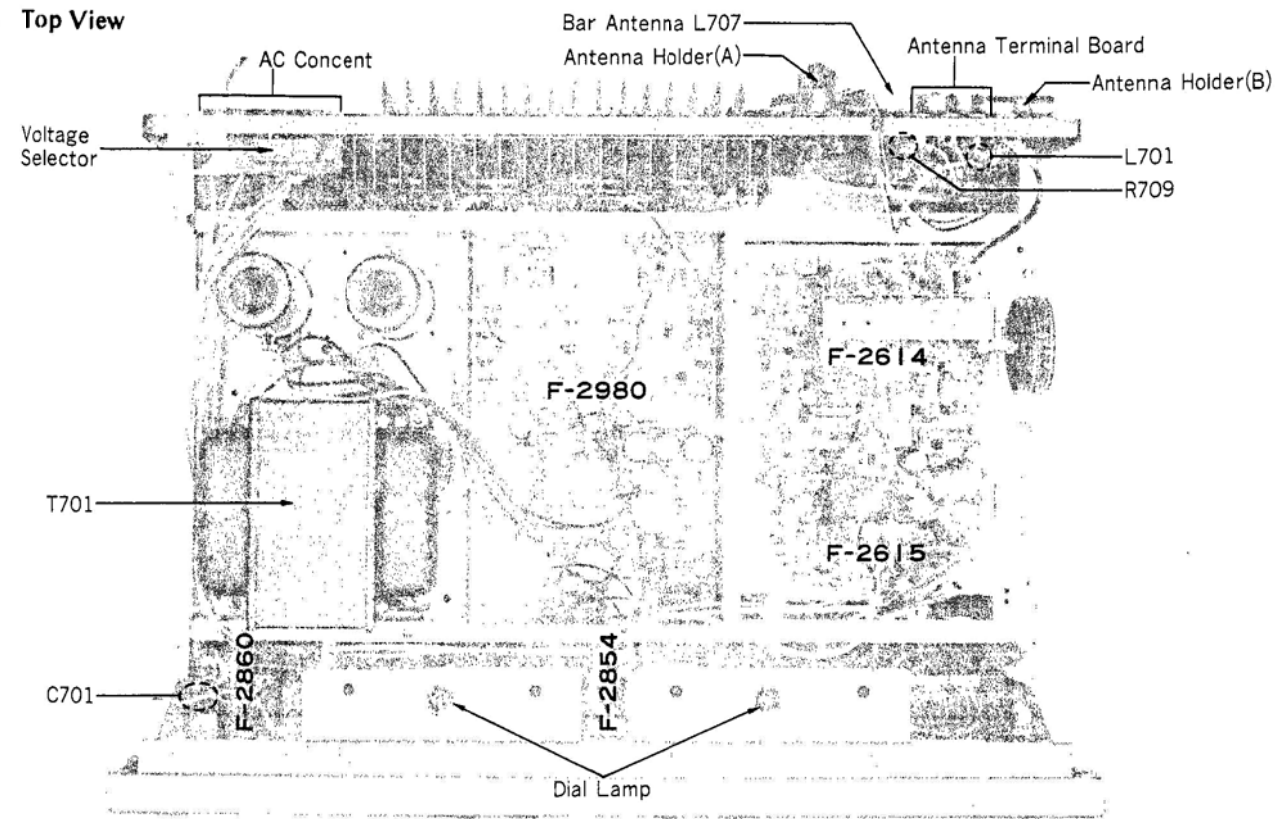 Top View
Bar Antenna L707
Antenna Holder(A)
Antenna Terminal Board
Antenna Holder(B)
AC Concent
Voltage
Selector
L701
R709
F-2614
F-2980
T701
F-2615
F-2860
F-2854
C701
Dial Lamp